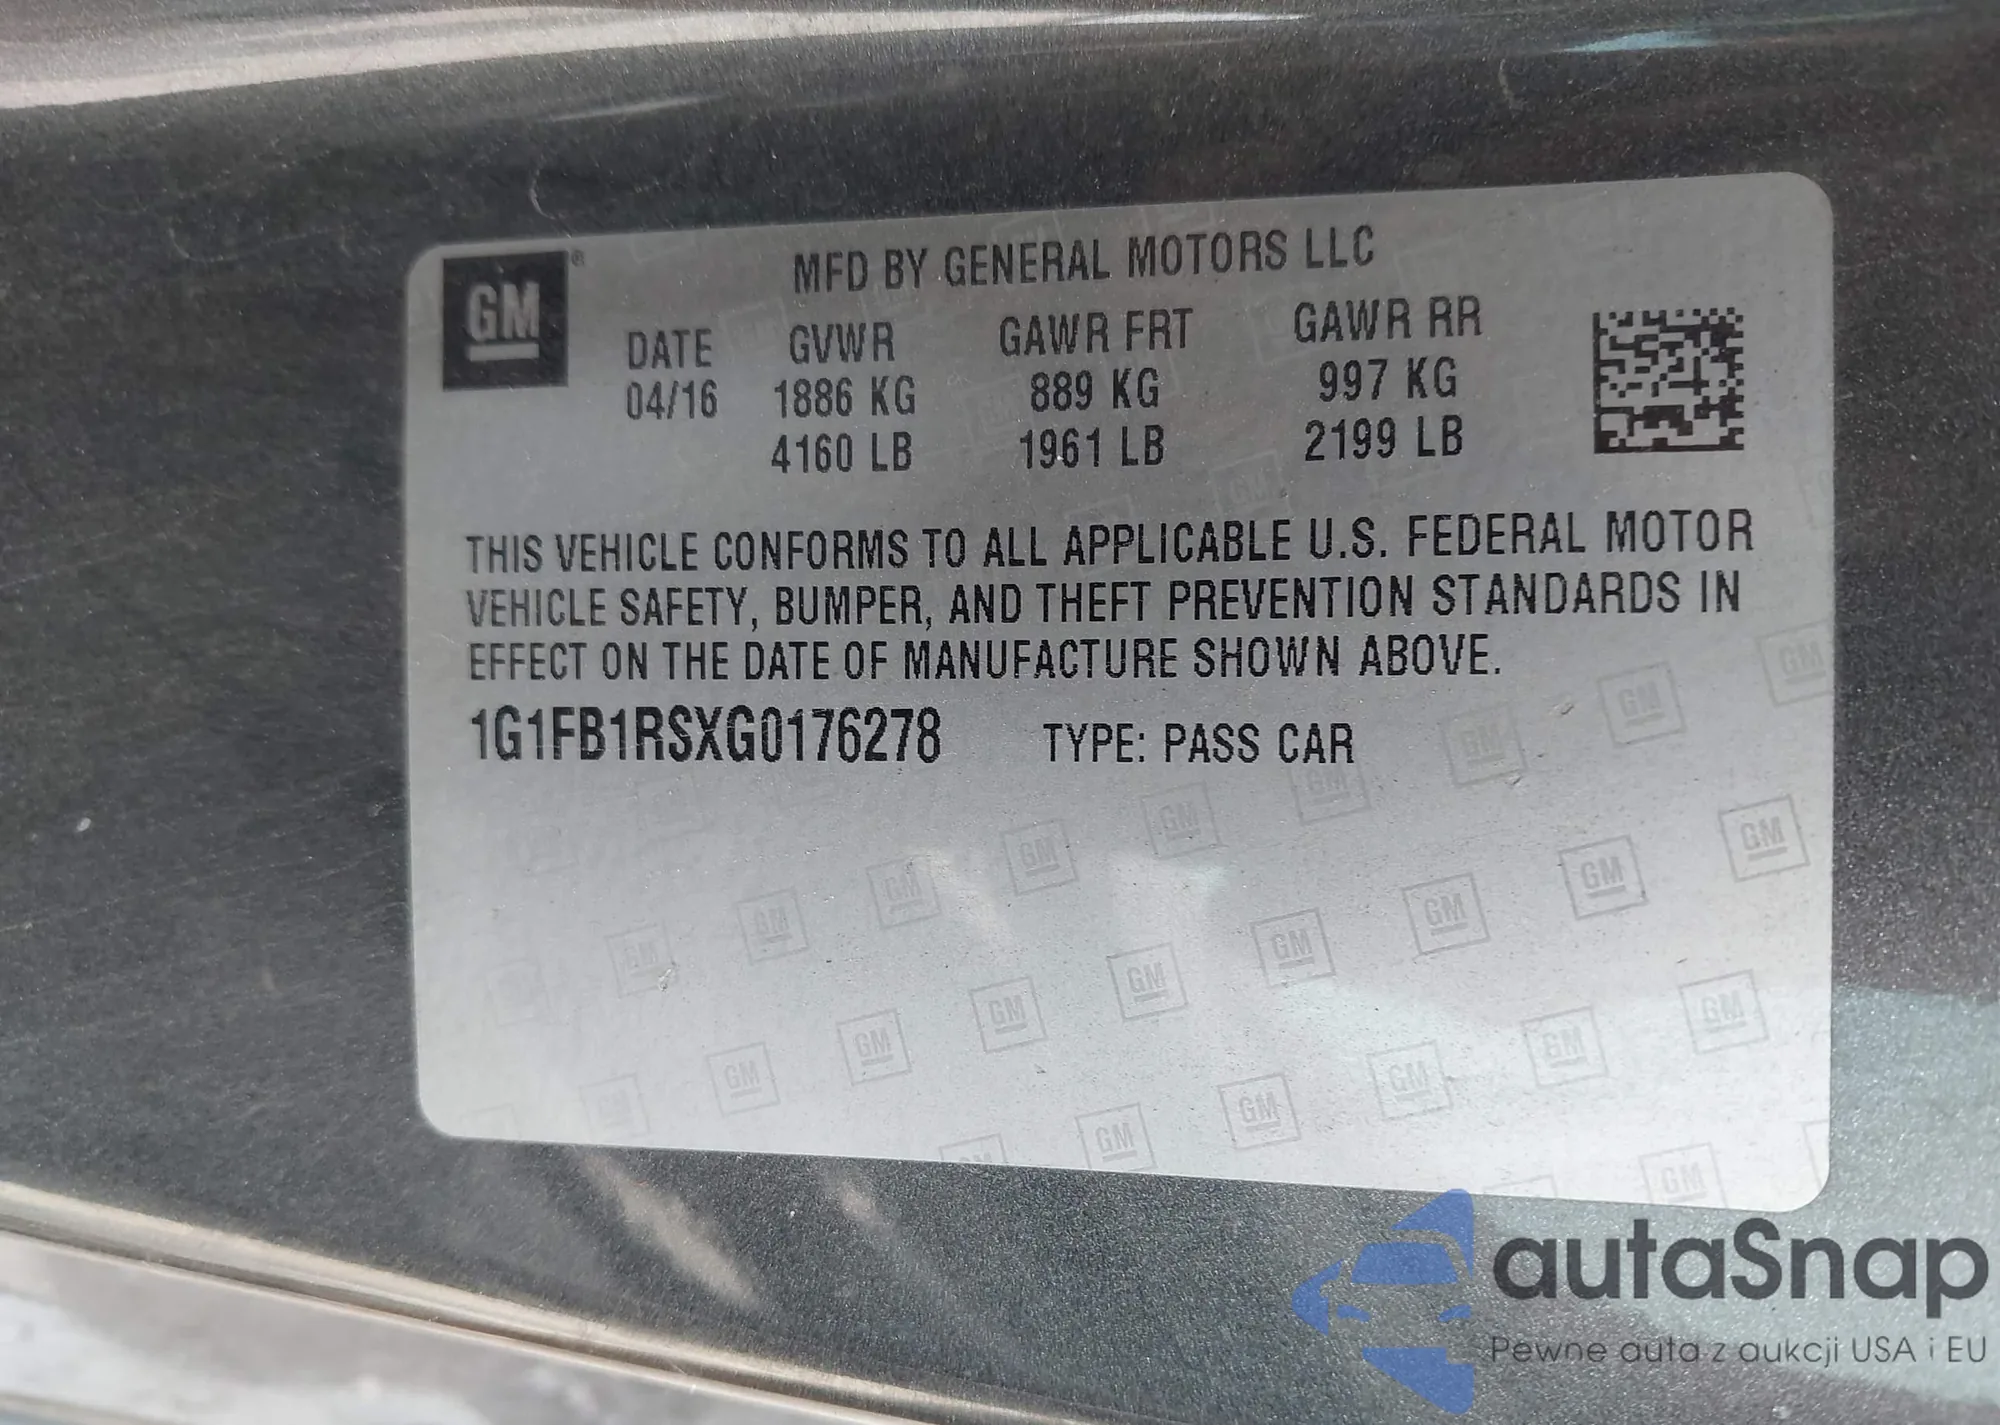 GM®
MFD BY GENERAL MOTORS LLC
DATE GVWR GAWR FRT GAWR RR
04/16 1886 KG 889 KG 997 KG
4160 LB 1961 LB 2199 LB
THIS VEHICLE CONFORMS TO ALL APPLICABLE U.S. FEDERAL MOTOR
VEHICLE SAFETY, BUMPER, AND THEFT PREVENTION STANDARDS IN
EFFECT ON THE DATE OF MANUFACTURE SHOWN ABOVE.
1G1FB1RSXG0176278 TYPE: PASS CAR
autaSnap
Pewne auta z aukcji USA i EU